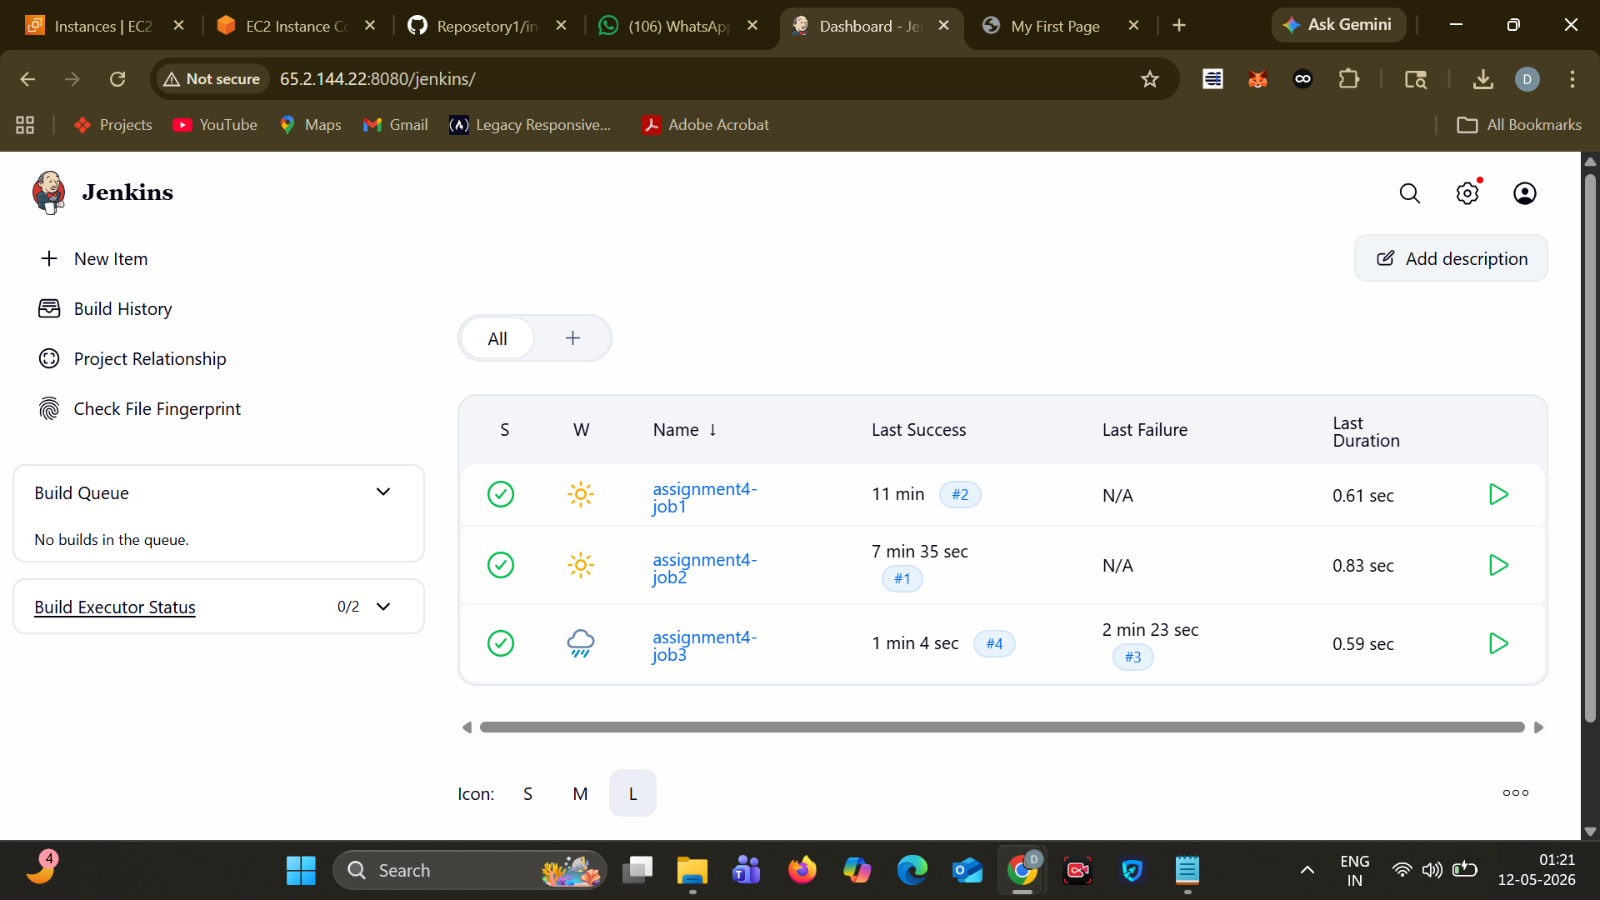 Instances | EC2
EC2 Instance Co
Reposetory1/in
(106) WhatsApp
Dashboard - Je
My First Page
Ask Gemini
Not secure
65.2.144.22:8080/jenkins/
D
Projects
YouTube
Maps
Gmail
Legacy Responsive...
Adobe Acrobat
All Bookmarks
Jenkins
New Item
Add description
Build History
Project Relationship
Check File Fingerprint
All
+
S W Name ↓ Last Success Last Failure Last Duration
assignment4-job1 11 min #2 N/A 0.61 sec
assignment4-job2 7 min 35 sec #1 N/A 0.83 sec
assignment4-job3 1 min 4 sec #4 2 min 23 sec #3 0.59 sec
Build Queue
No builds in the queue.
Build Executor Status 0/2
Icon: S M L
4
Search
D
ENG
IN
01:21
12-05-2026